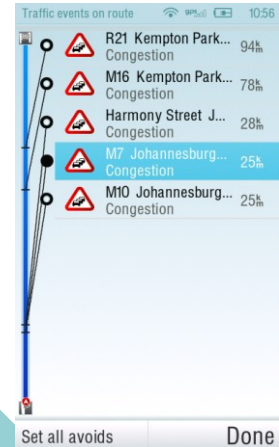 Traffic events on route 10:56
R21 Kempton Park... 94km
Congestion
M16 Kempton Park... 78km
Congestion
Harmony Street J... 28km
Congestion
M7 Johannesburg... 25km
Congestion
M10 Johannesburg... 25km
Congestion
Set all avoids Done